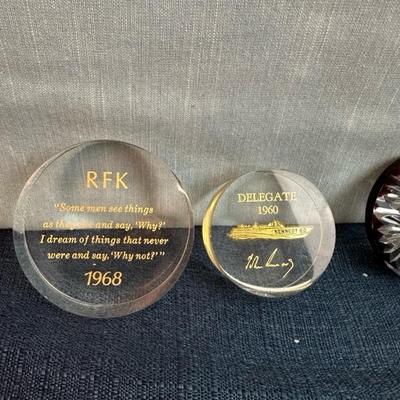 RFK
"Some men see things
as they are and say, 'Why?'
I dream of things that never
were and say, 'Why not?'"
1968
DELEGATE
1960
KENNEDY 60